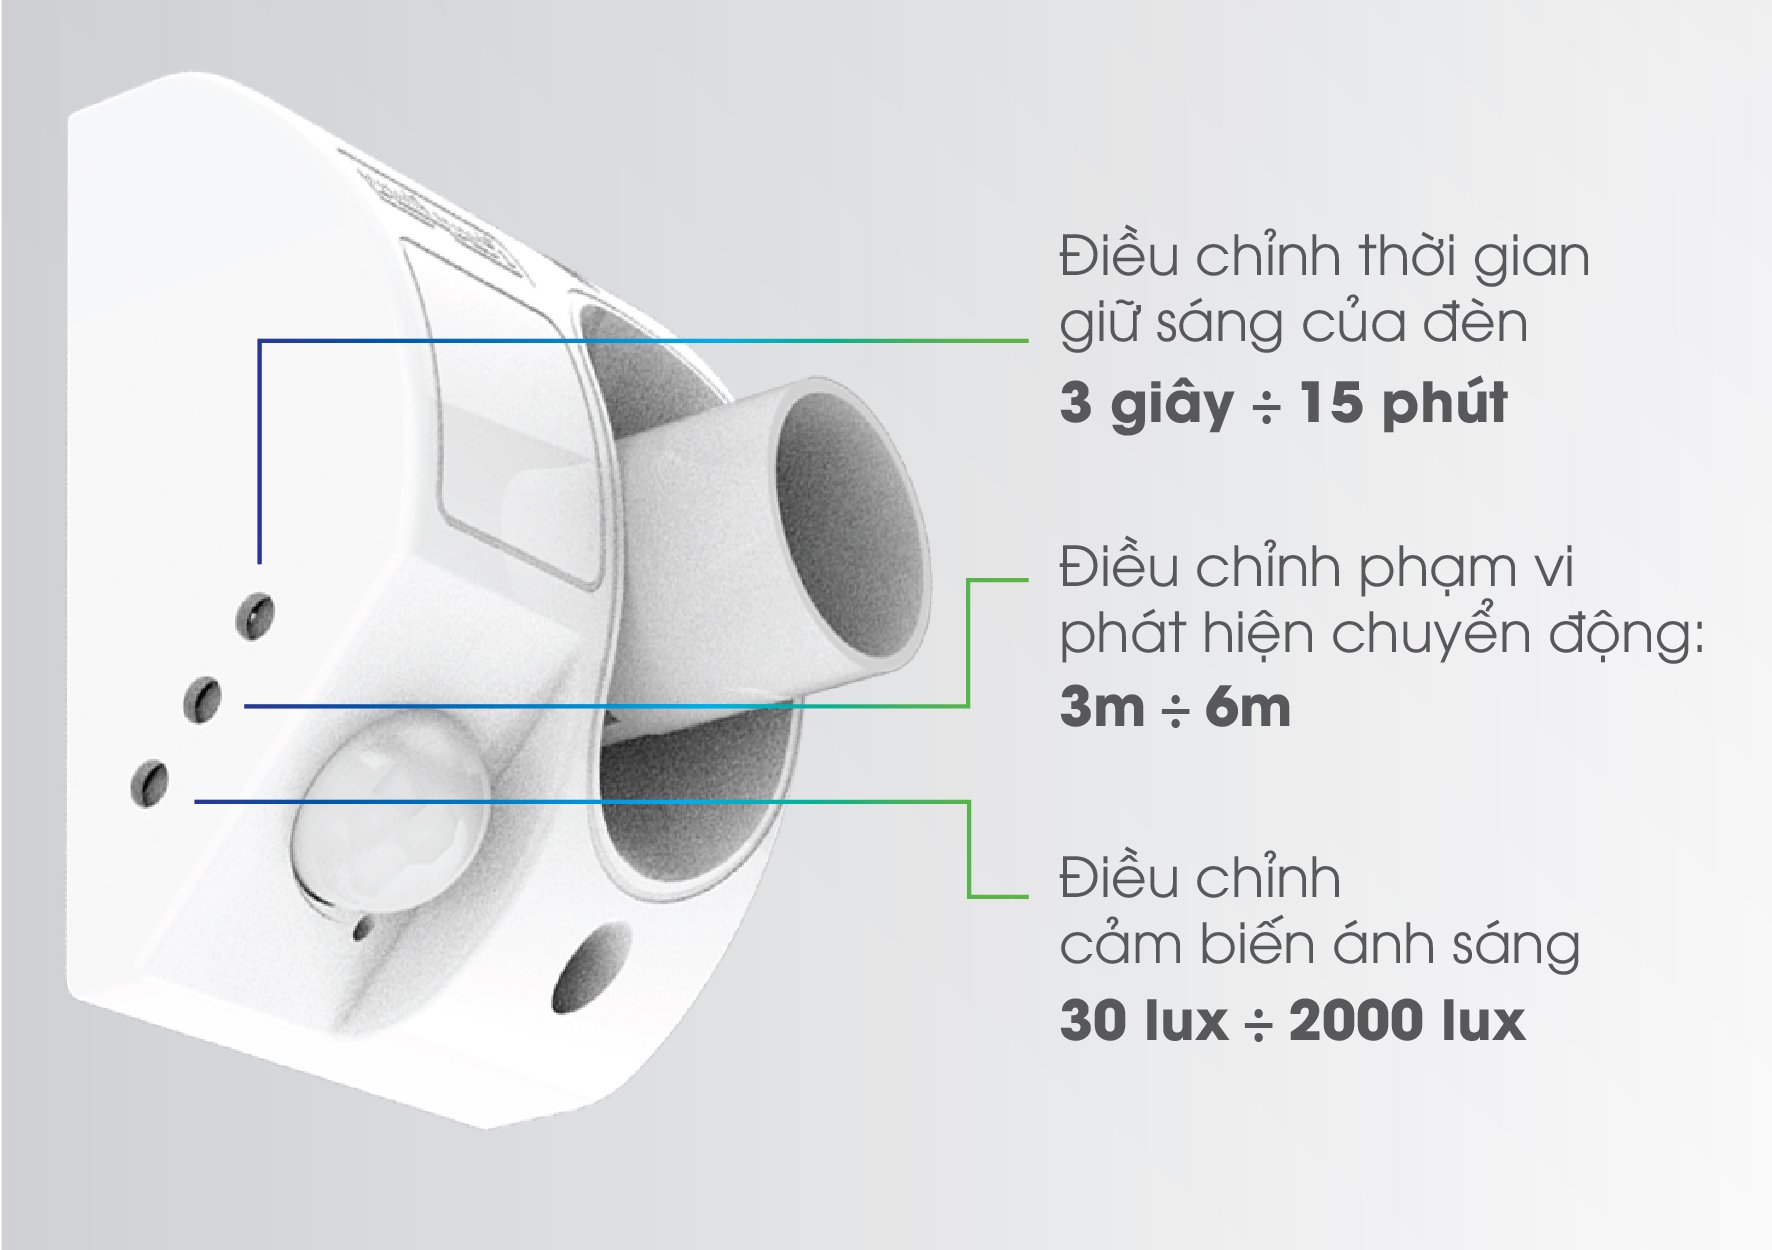 Điều chỉnh thời gian
giữ sáng của đèn
3 giây ÷ 15 phút
Điều chỉnh phạm vi
phát hiện chuyển động:
3m ÷ 6m
Điều chỉnh
cảm biến ánh sáng
30 lux ÷ 2000 lux